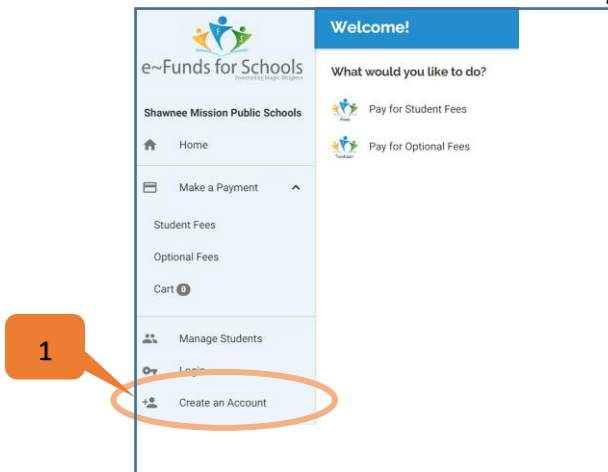 e~Funds for Schools
Powered by Magic-Wrighter
Shawnee Mission Public Schools
Home
Make a Payment
Student Fees
Optional Fees
Cart 0
Manage Students
Login
Create an Account
1
Welcome!
What would you like to do?
Pay for Student Fees
Pay for Optional Fees